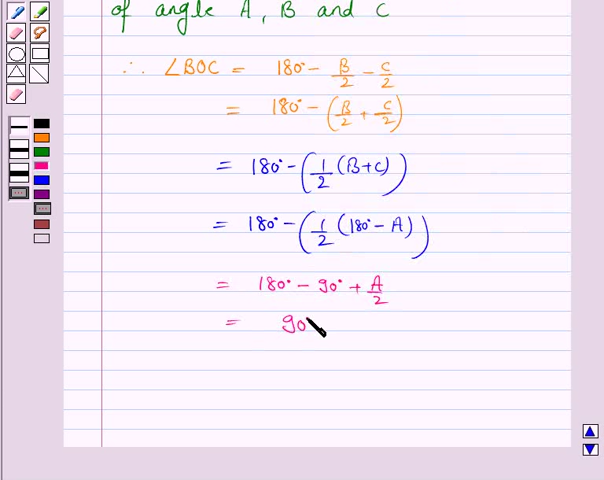 of angle A, B and C
∴ ∠BOC = 180° - B/2 - C/2
= 180° - (B/2 + C/2)
= 180° - (1/2 (B+C))
= 180° - (1/2 (180° - A))
= 180° - 90° + A/2
= 90